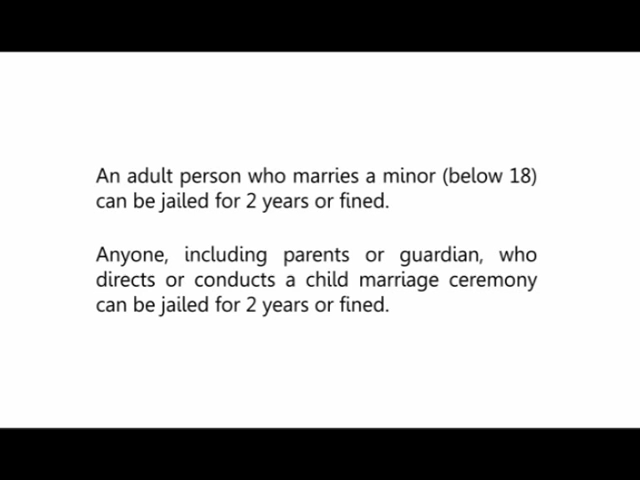 An adult person who marries a minor (below 18)
can be jailed for 2 years or fined.
Anyone, including parents or guardian, who
directs or conducts a child marriage ceremony
can be jailed for 2 years or fined.